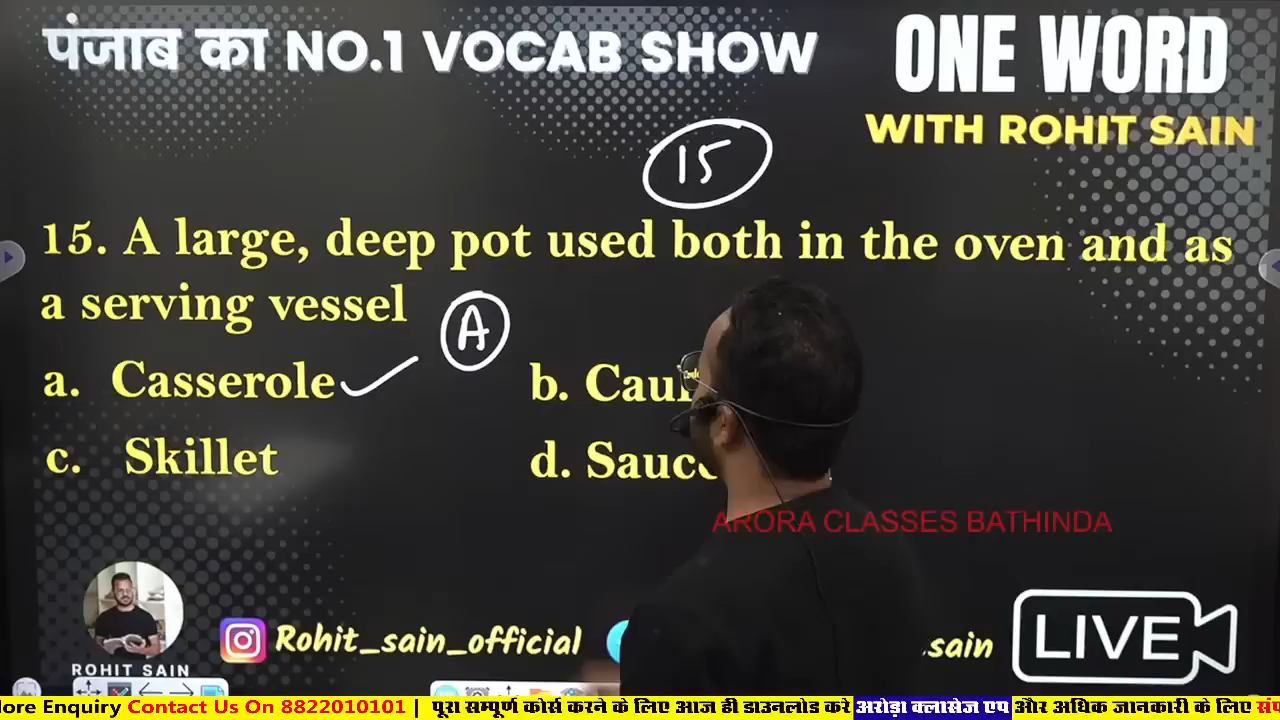 पंजाब का NO.1 VOCAB SHOW
ONE WORD
WITH ROHIT SAIN
15
15. A large, deep pot used both in the oven and as
a serving vessel
A
a. Casserole
b.
c. Skillet
d.
ARORA CLASSES BATHINDA
ROHIT SAIN
Rohit_sain_official
sain
LIVE
Enquiry Contact Us On 8822010101 | पूरा सम्पूर्ण कोर्स करने के लिए आज ही डाउनलोड करे अरोड़ा क्लासेज एप और अधिक जानकारी के लिए